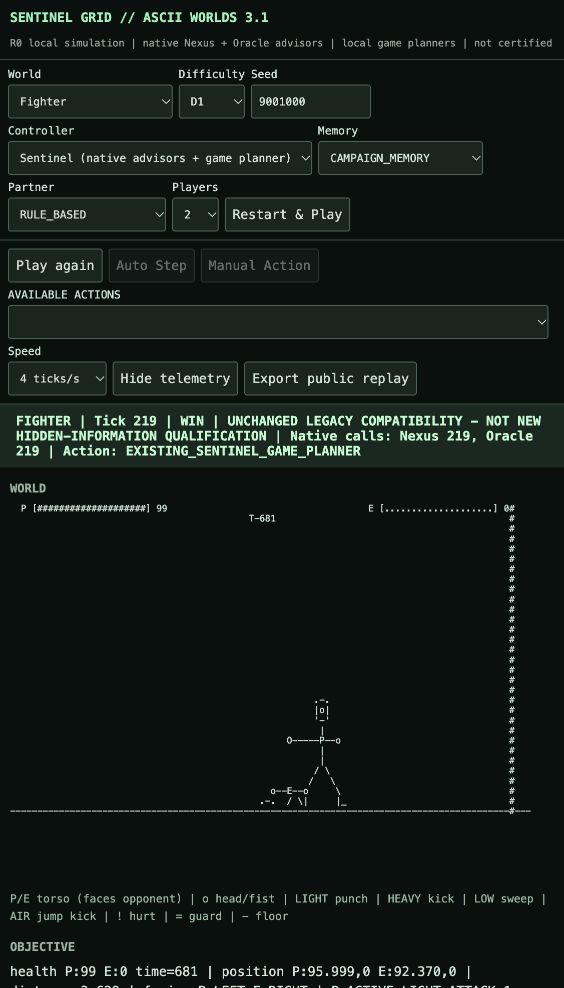 SENTINEL GRID // ASCII WORLDS 3.1
R0 local simulation | native Nexus + Oracle advisors | local game planners | not certified
World Difficulty Seed
Fighter D1 9001000
Controller Memory
Sentinel (native advisors + game planner) CAMPAIGN_MEMORY
Partner Players
RULE_BASED 2 Restart & Play
Play again Auto Step Manual Action
AVAILABLE ACTIONS
Speed
4 ticks/s Hide telemetry Export public replay
FIGHTER | Tick 219 | WIN | UNCHANGED LEGACY COMPATIBILITY — NOT NEW
HIDDEN-INFORMATION QUALIFICATION | Native calls: Nexus 219, Oracle
219 | Action: EXISTING_SENTINEL_GAME_PLANNER
WORLD
P [####################] 99 E [....................] 0#
T-681
P/E torso (faces opponent) | o head/fist | LIGHT punch | HEAVY kick | LOW sweep |
AIR jump kick | ! hurt | = guard | - floor
OBJECTIVE
health P:99 E:0 time=681 | position P:95.999,0 E:92.370,0 |